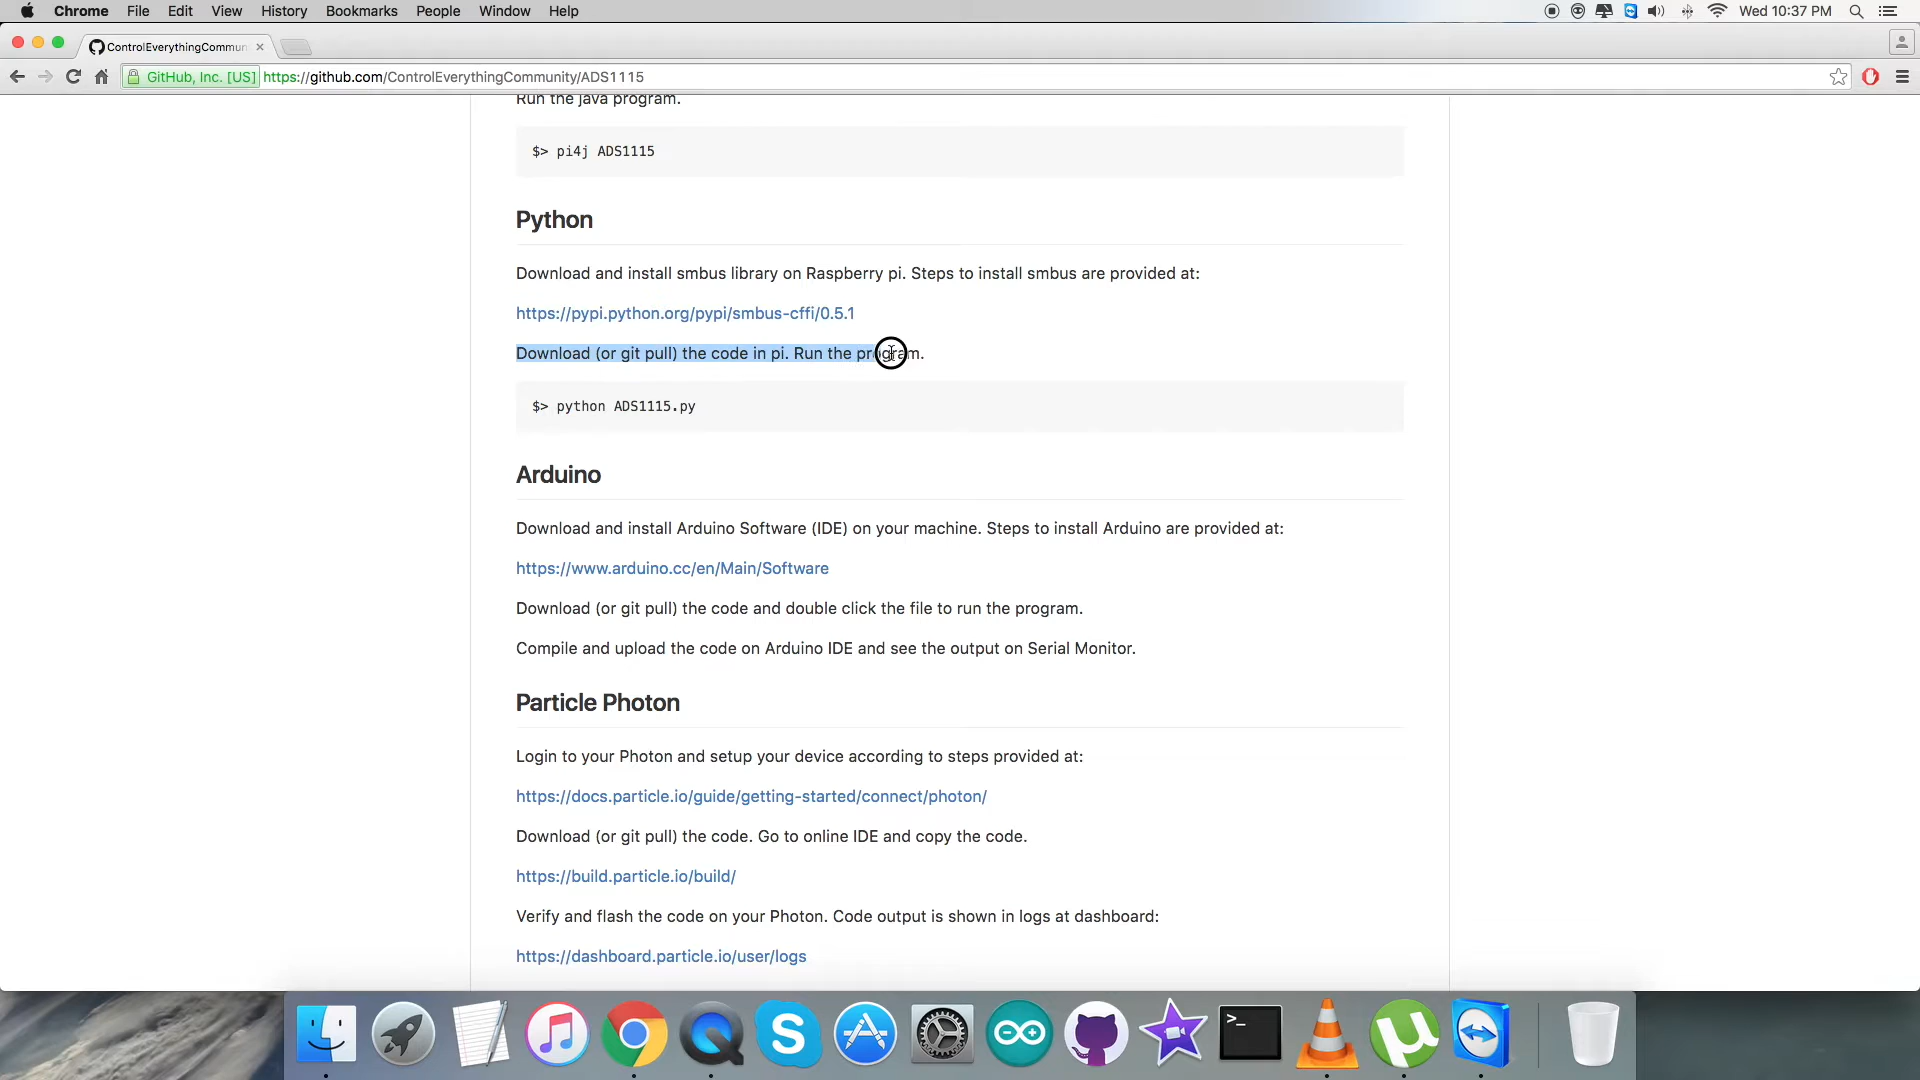 Chrome File Edit View History Bookmarks People Window Help Wed 10:37 PM
ControlEverythingCommun
GitHub, Inc. [US] https://github.com/ControlEverythingCommunity/ADS1115
Run the java program.
$> pi4j ADS1115
Python
Download and install smbus library on Raspberry pi. Steps to install smbus are provided at:
https://pypi.python.org/pypi/smbus-cffi/0.5.1
Download (or git pull) the code in pi. Run the program.
$> python ADS1115.py
Arduino
Download and install Arduino Software (IDE) on your machine. Steps to install Arduino are provided at:
https://www.arduino.cc/en/Main/Software
Download (or git pull) the code and double click the file to run the program.
Compile and upload the code on Arduino IDE and see the output on Serial Monitor.
Particle Photon
Login to your Photon and setup your device according to steps provided at:
https://docs.particle.io/guide/getting-started/connect/photon/
Download (or git pull) the code. Go to online IDE and copy the code.
https://build.particle.io/build/
Verify and flash the code on your Photon. Code output is shown in logs at dashboard:
https://dashboard.particle.io/user/logs